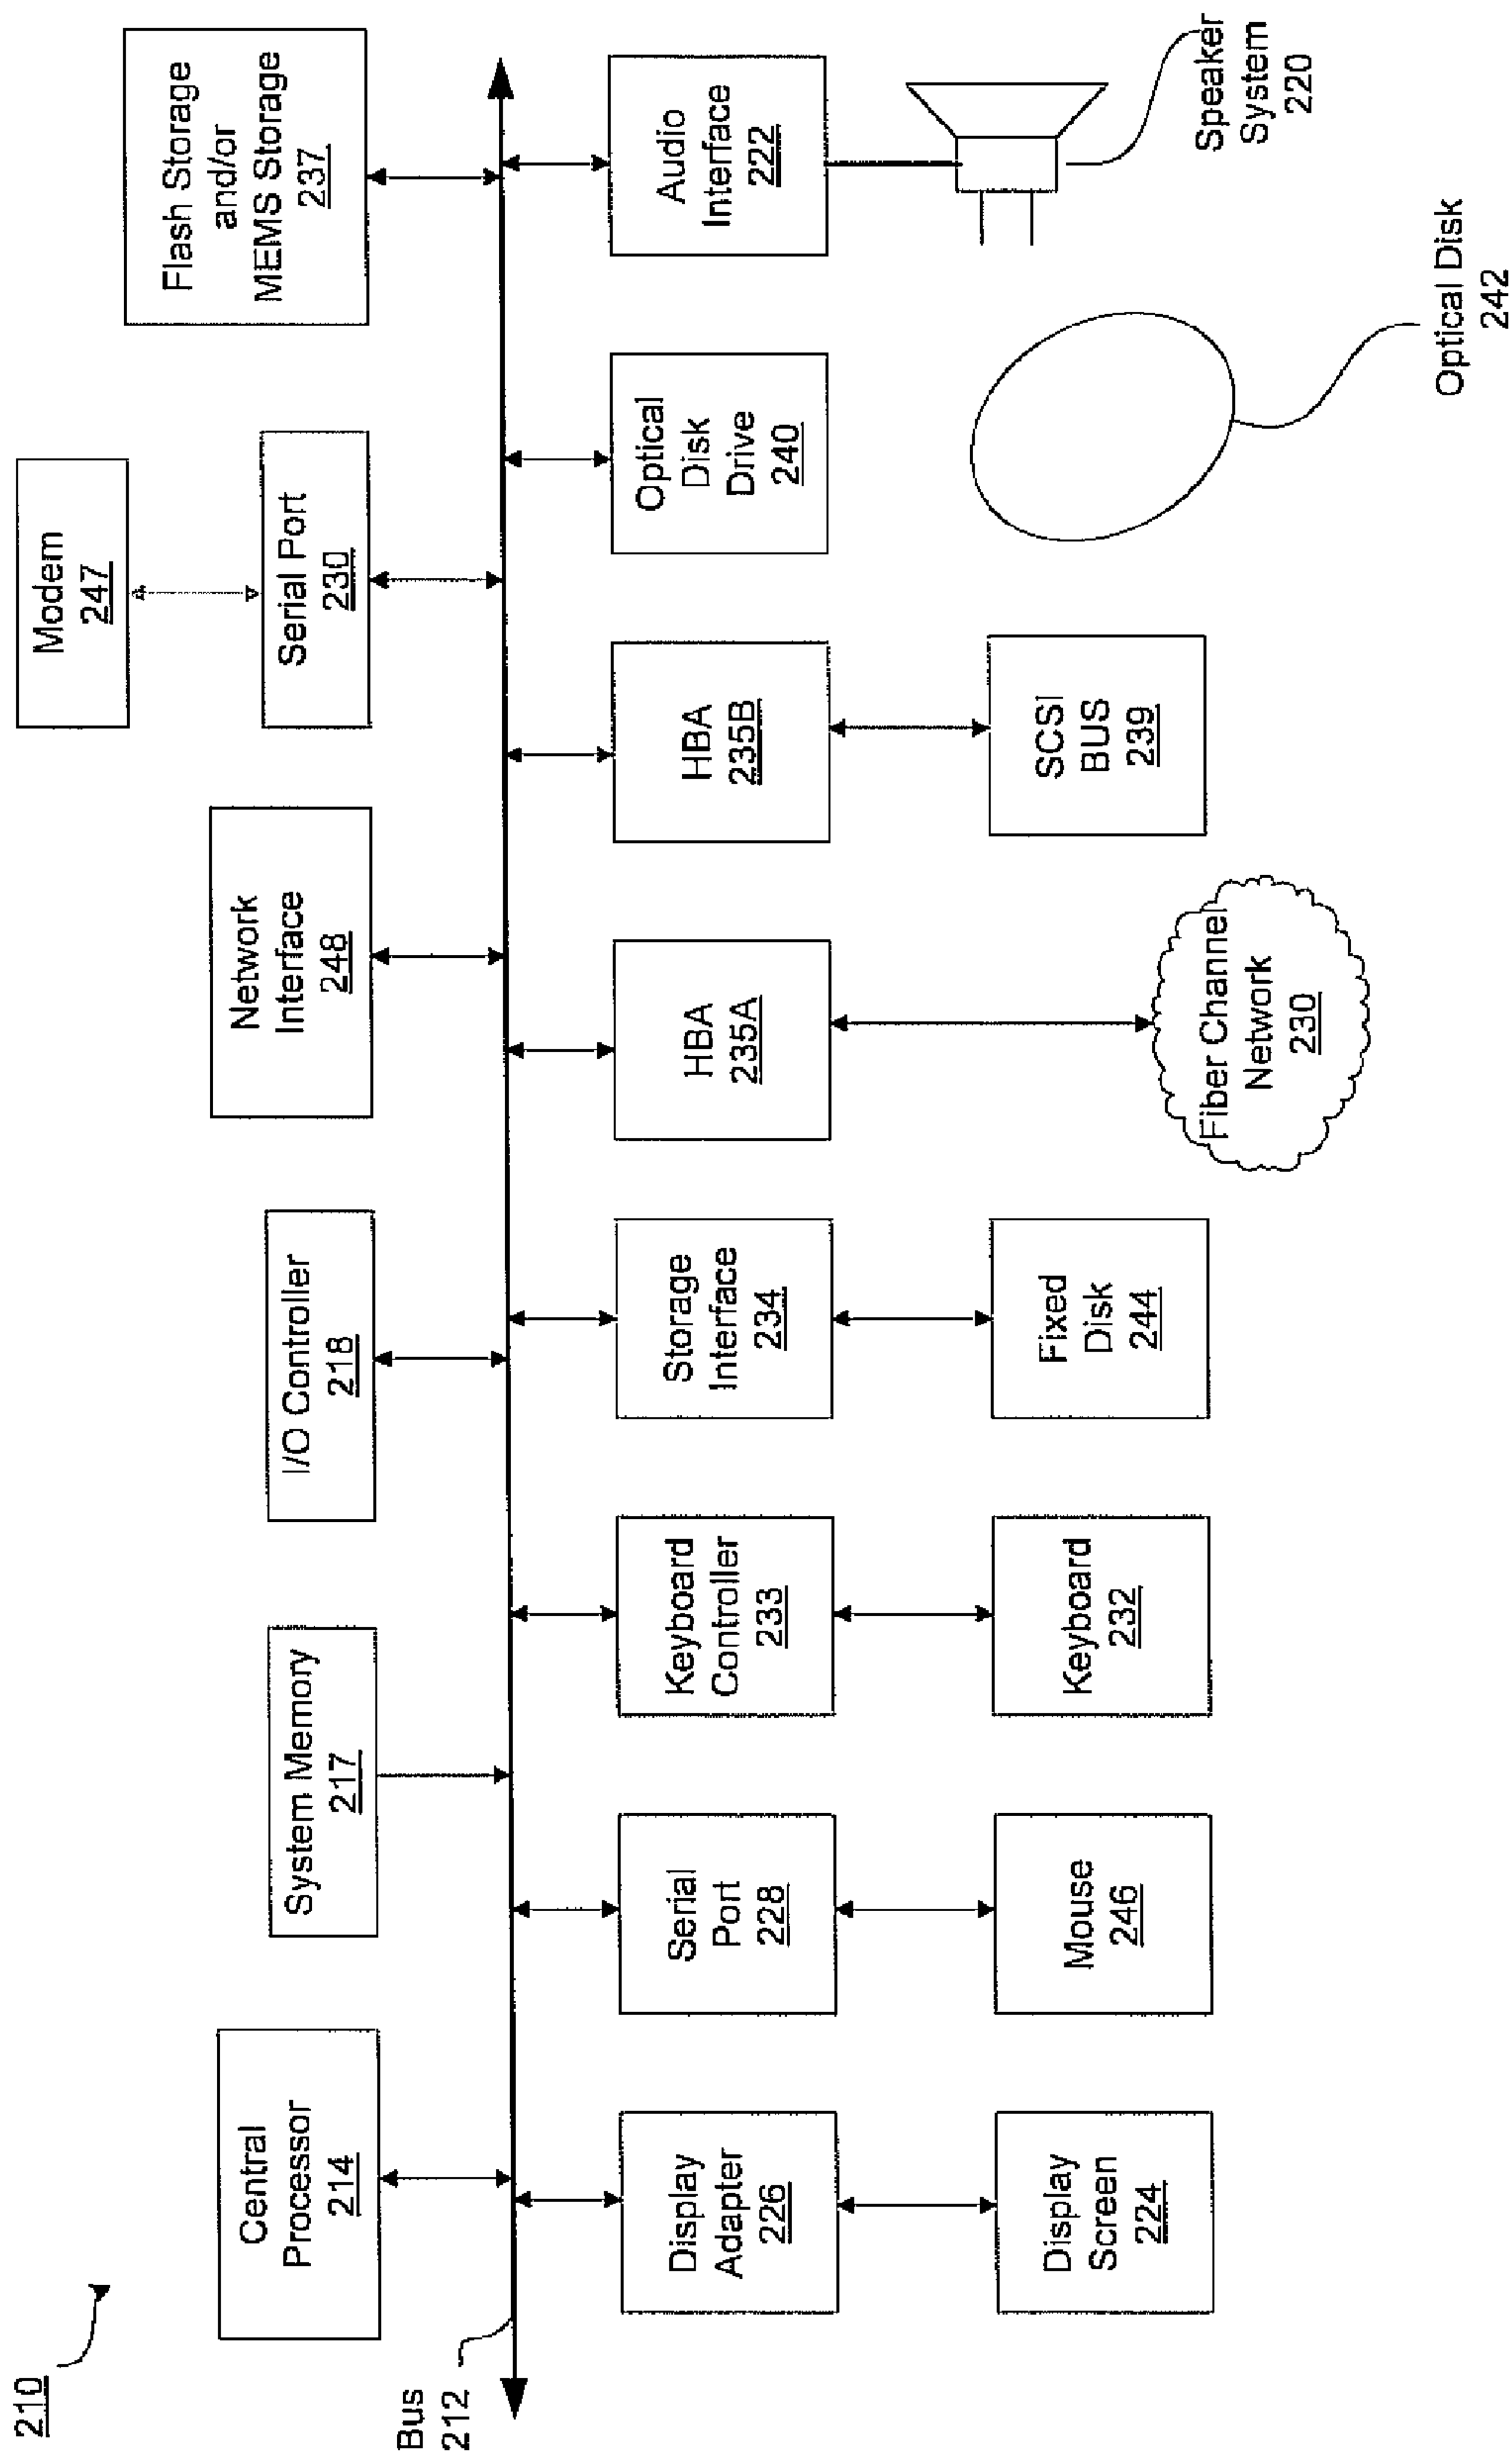 210
Central
Processor
214
System Memory
217
I/O Controller
218
Network
Interface
248
Modem
247
Serial Port
230
Flash Storage
and/or
MEMS Storage
237
Bus
212
Display
Adapter
226
Serial
Port
228
Keyboard
Controller
233
Storage
Interface
234
HBA
235A
HBA
235B
Optical
Disk
Drive
240
Audio
Interface
222
Display
Screen
224
Mouse
246
Keyboard
232
Fixed
Disk
244
Fiber Channel
Network
230
SCSI
BUS
239
Optical Disk
242
Speaker
System
220